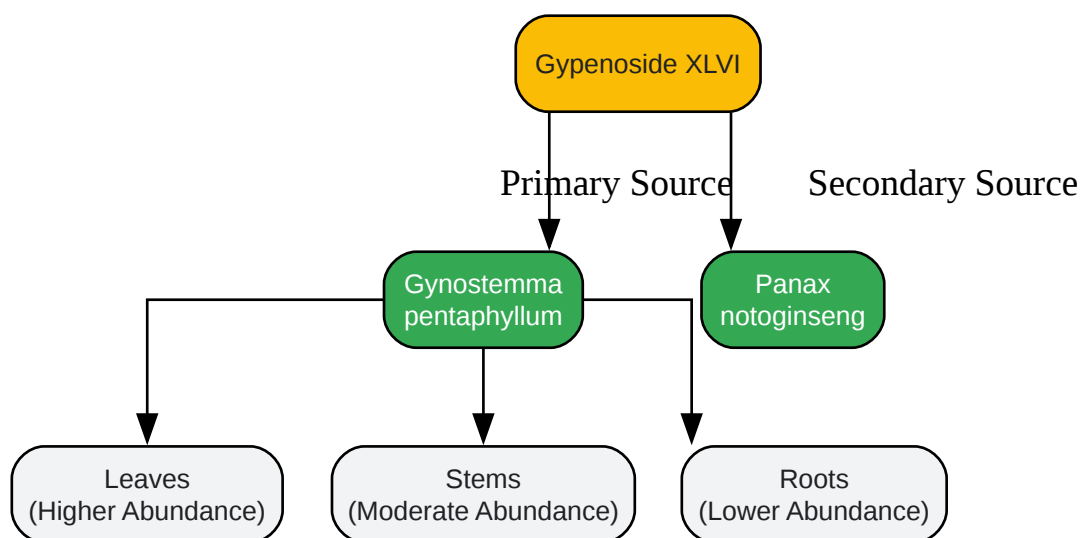 Gypenoside XLVI
Primary Source
Secondary Source
Gynostemma
pentaphyllum
Panax
notoginseng
Leaves
(Higher Abundance)
Stems
(Moderate Abundance)
Roots
(Lower Abundance)